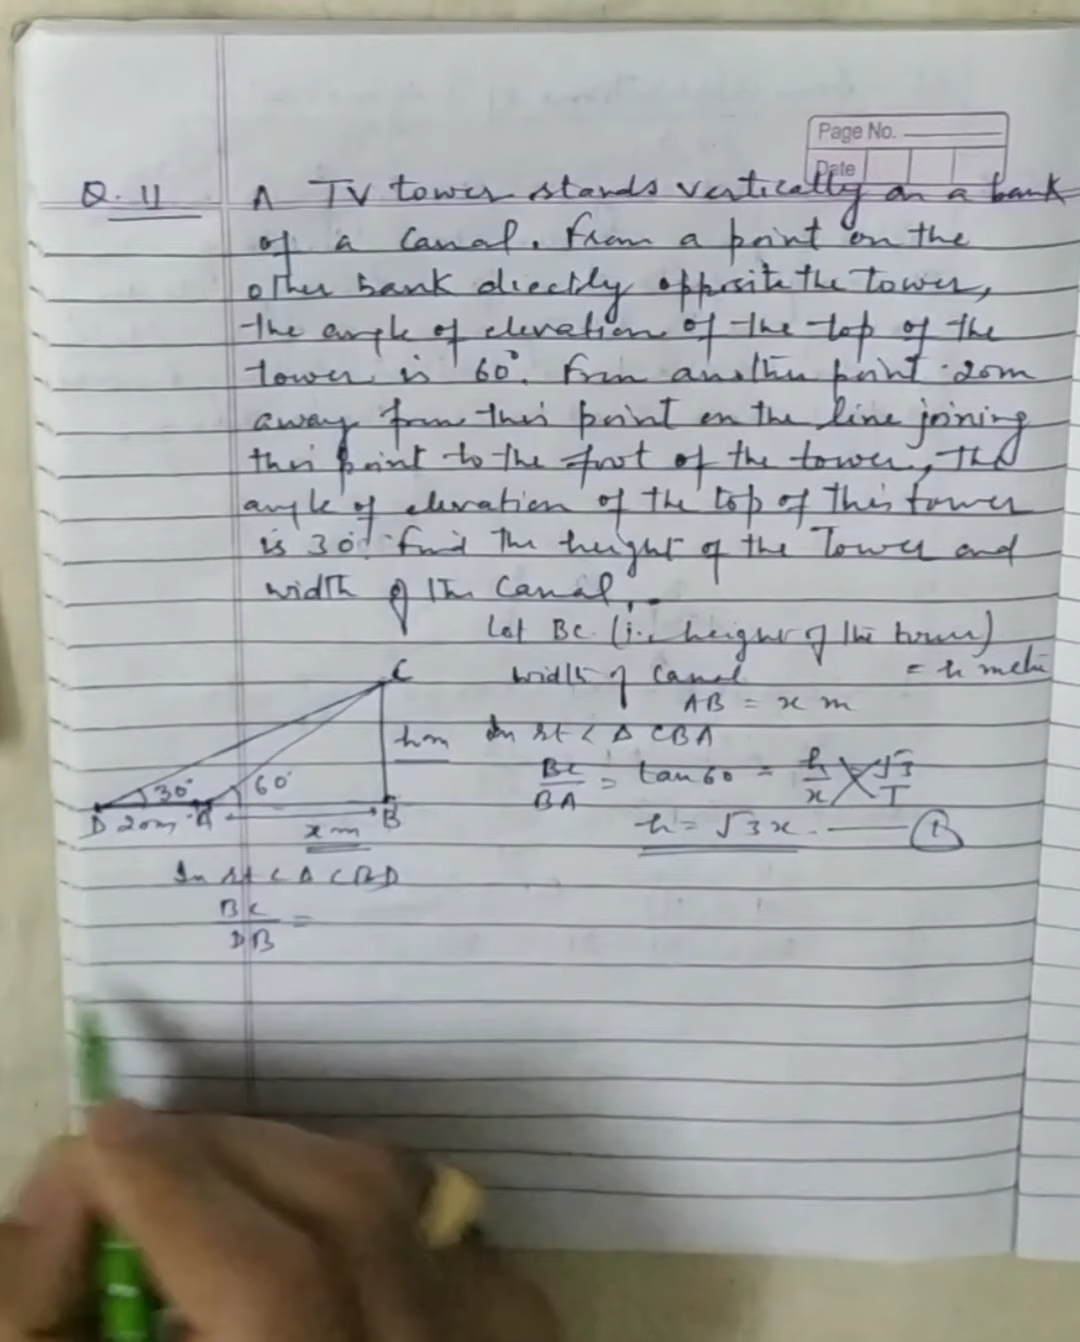 Page No.
Date
Q. 11 A TV tower stands vertically on a bank
of a canal. From a point on the
other bank directly opposite the tower,
the angle of elevation of the top of the
tower is 60°. From another point 20m
away from this point on the line joining
this point to the foot of the tower, the
angle of elevation of the top of this tower
is 30°. find the height of the Tower and
width of the Canal.
Let BC (i.e height of the tower)
= h metre
width of Canal
AB = x m
C
hm
30°
60°
D 20m A
x m
B
In rt < Δ CBA
BC/BA = tan 60 = h/x √3/1
h = √3x ——— (1)
In rt < Δ CBD
BC/DB =